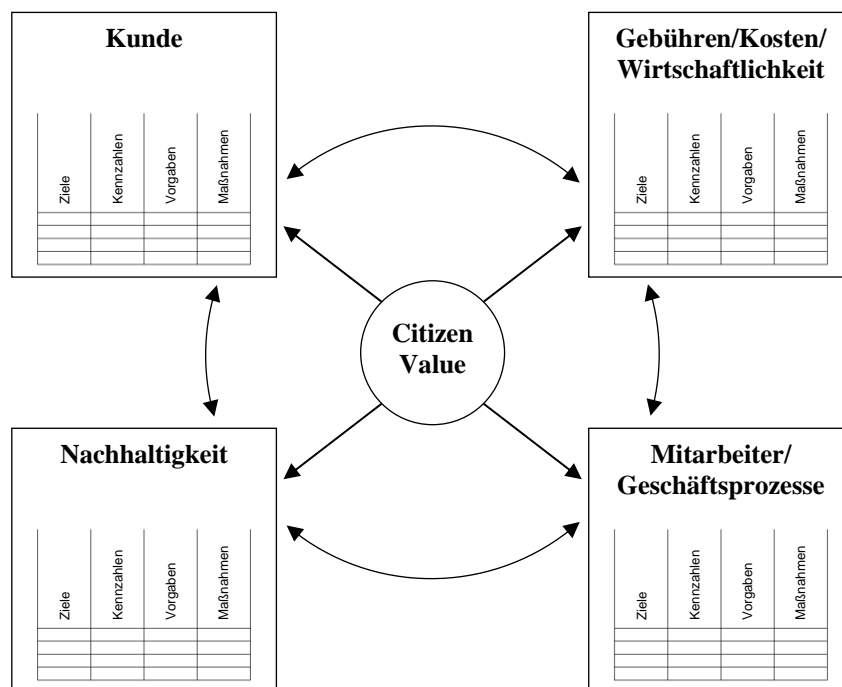 Kunde
Ziele
Kennzahlen
Vorgaben
Maßnahmen
Gebühren/Kosten/
Wirtschaftlichkeit
Ziele
Kennzahlen
Vorgaben
Maßnahmen
Citizen
Value
Nachhaltigkeit
Ziele
Kennzahlen
Vorgaben
Maßnahmen
Mitarbeiter/
Geschäftsprozesse
Ziele
Kennzahlen
Vorgaben
Maßnahmen